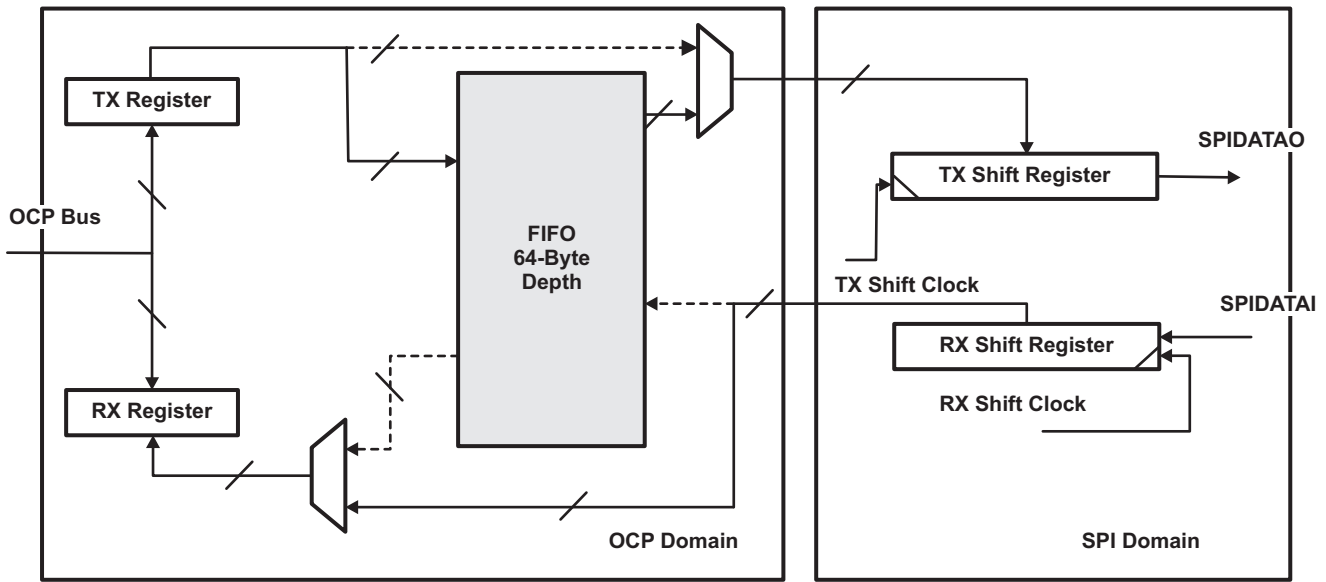 TX Register
SPIDATAO
TX Shift Register
OCP Bus
FIFO
64-Byte
Depth
TX Shift Clock
SPIDATAI
RX Shift Register
RX Register
RX Shift Clock
OCP Domain
SPI Domain